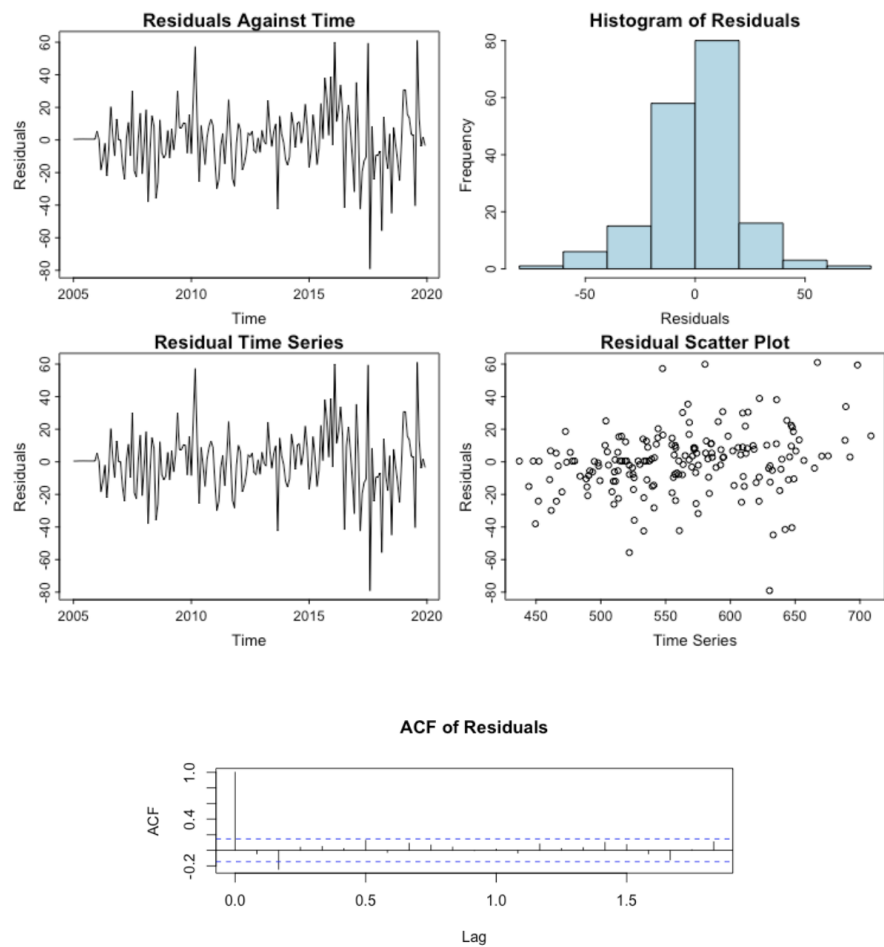 Residuals Against Time
Residuals
-80 -60 -40 -20 0 20 40 60
2005 2010 2015 2020
Time
Histogram of Residuals
Frequency
0 20 40 60 80
-50 0 50
Residuals
Residual Time Series
Residuals
-80 -60 -40 -20 0 20 40 60
2005 2010 2015 2020
Time
Residual Scatter Plot
Residuals
-80 -60 -40 -20 0 20 40 60
450 500 550 600 650 700
Time Series
ACF of Residuals
ACF
-0.2 0.4 1.0
0.0 0.5 1.0 1.5
Lag